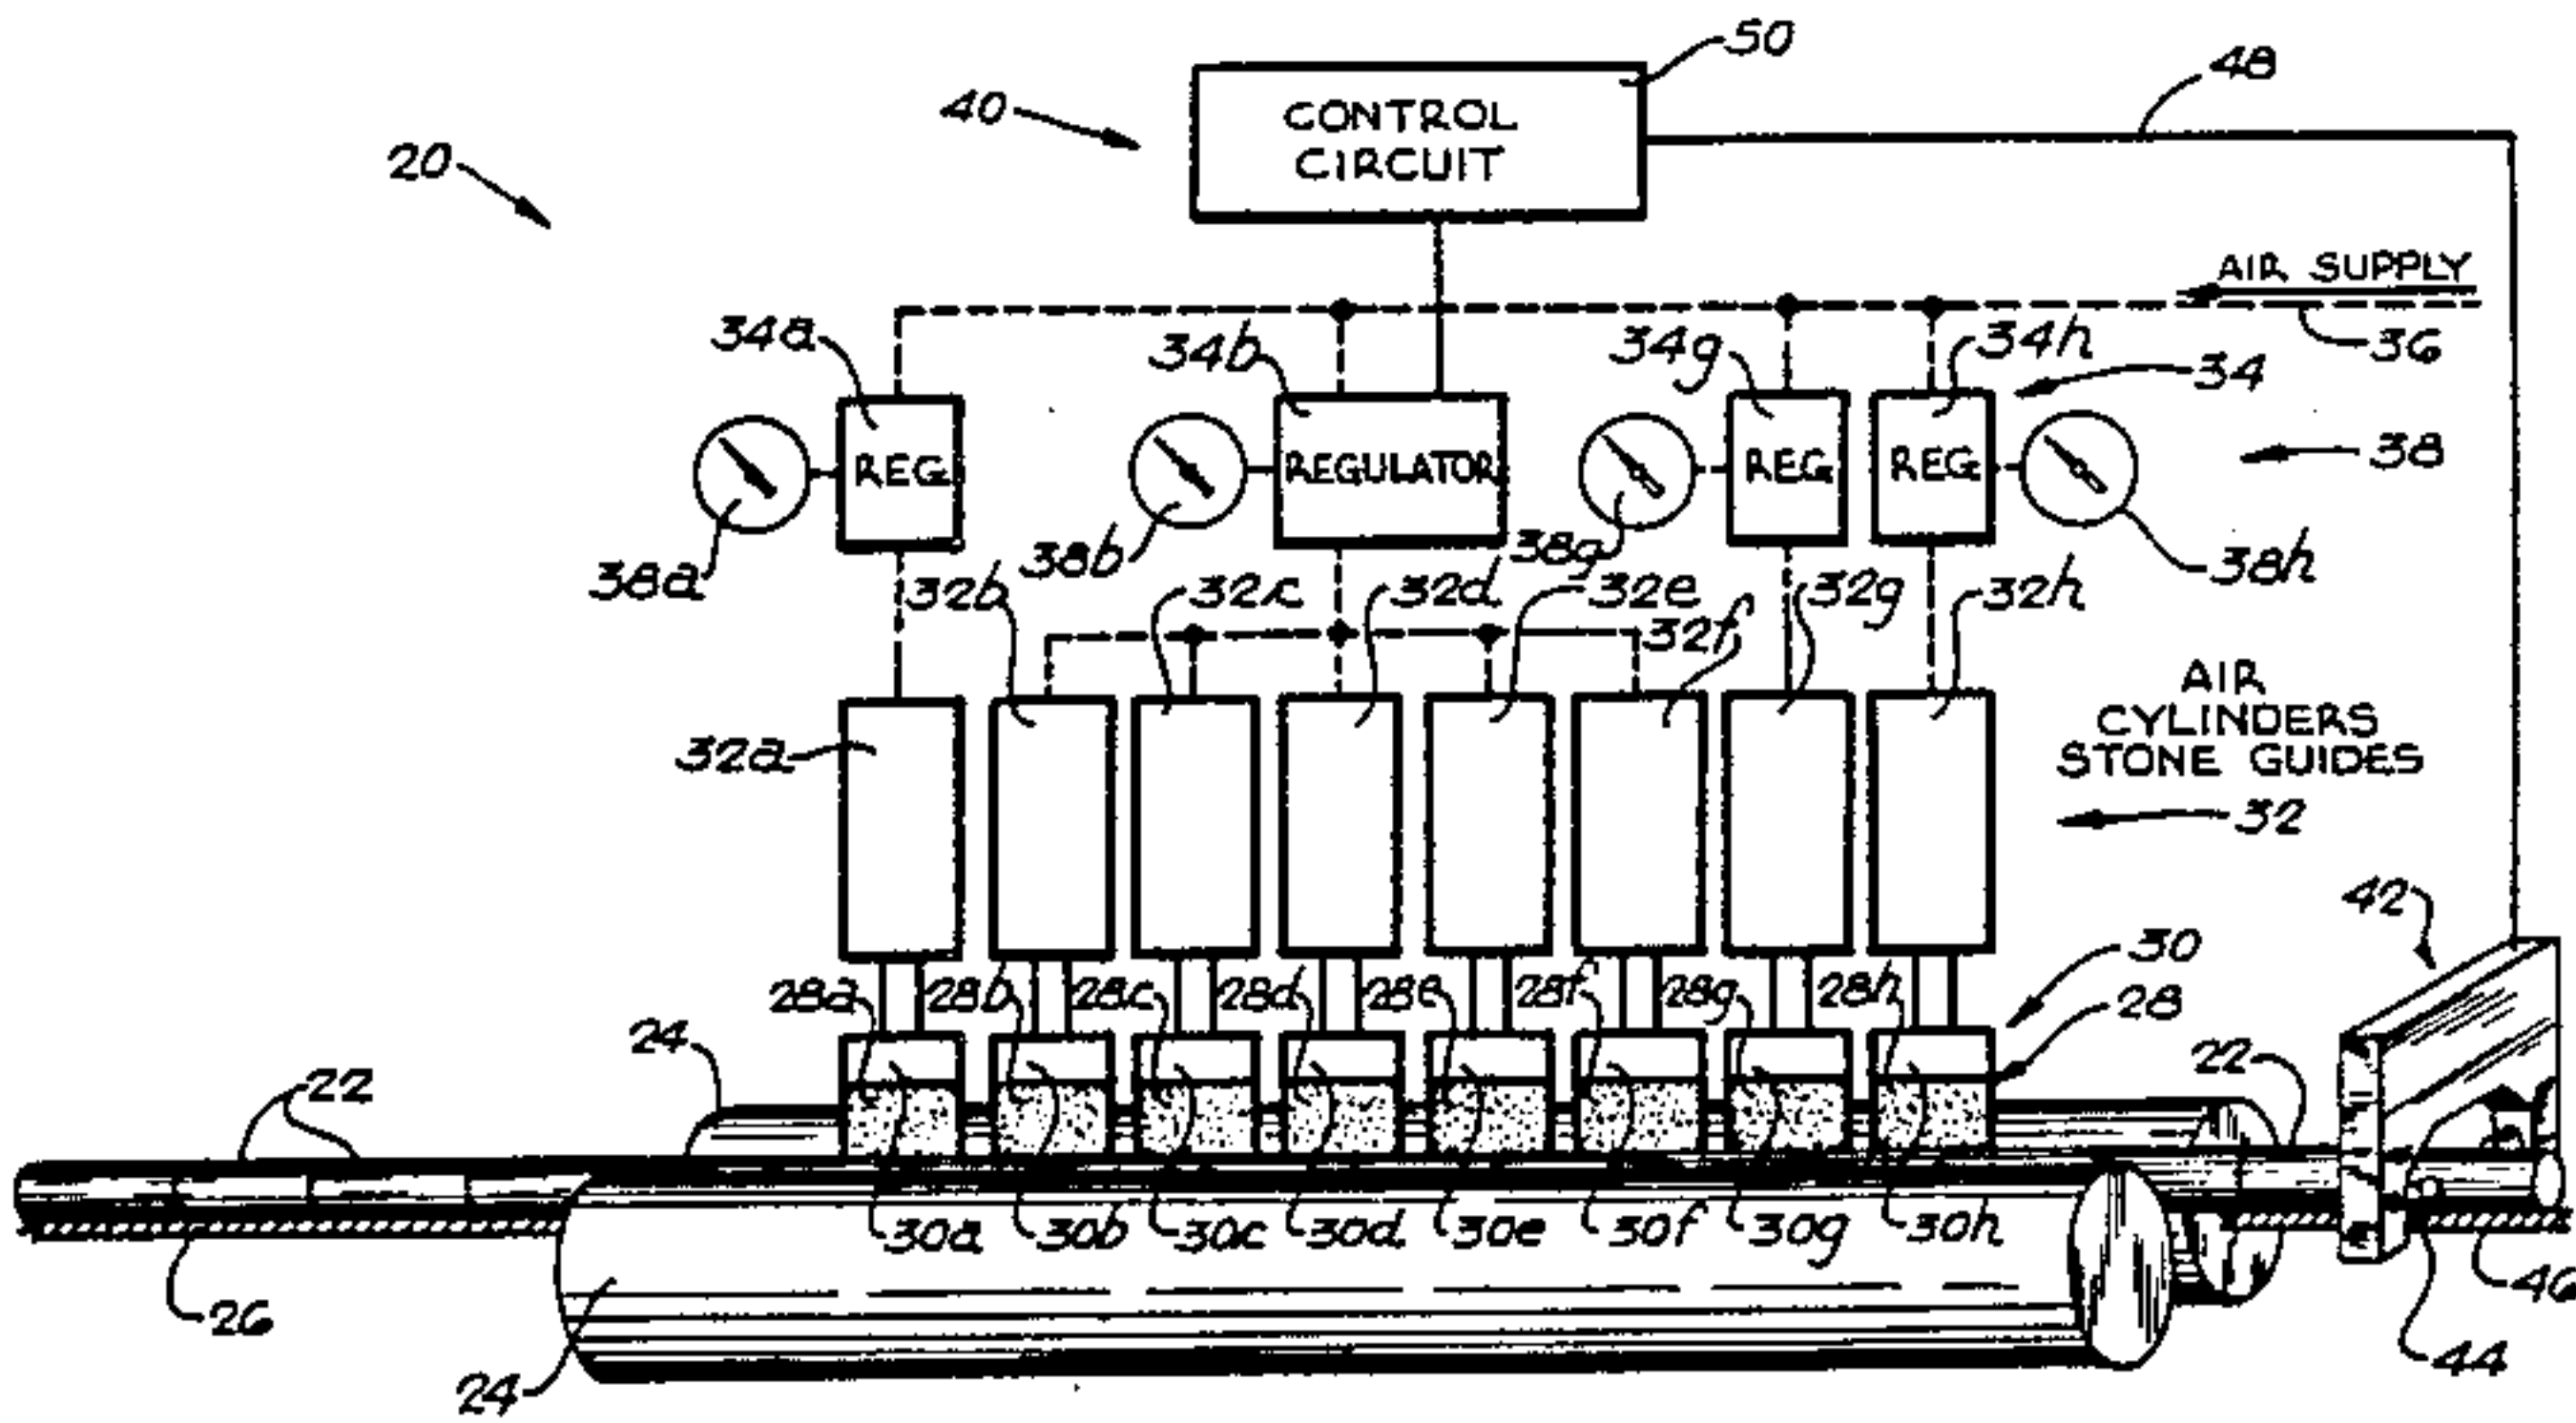 50
48
40
CONTROL
CIRCUIT
20
AIR SUPPLY
36
34a
34b
34g
34h
34
38
REG.
REGULATOR
REG.
REG.
38a
38b
38g
38h
32b
32c
32d
32e
32f
32g
32h
32a
AIR
CYLINDERS
STONE GUIDES
32
42
30
28
28a
28b
28c
28d
28e
28f
28g
28h
24
22
22
30a
30b
30c
30d
30e
30f
30g
30h
26
24
44
46